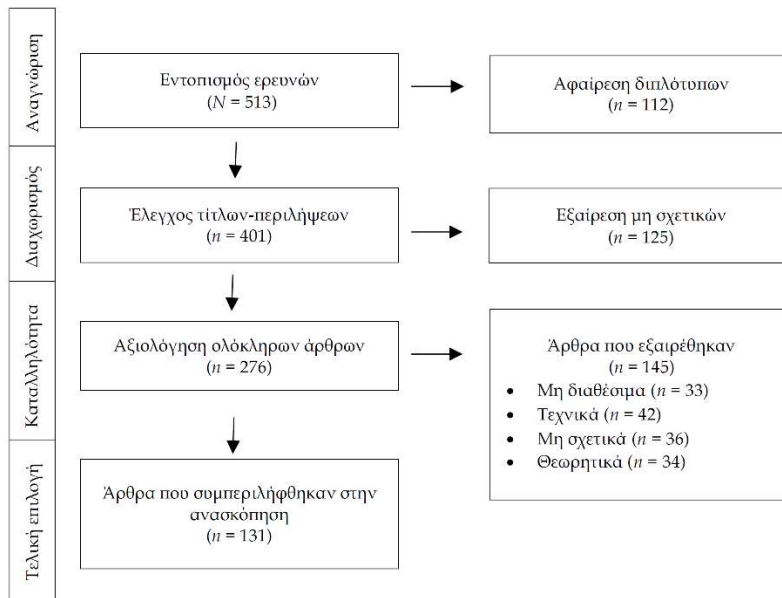 Αναγνώριση
Εντοπισμός ερευνών
(N = 513)
Αφαίρεση διπλότυπων
(n = 112)
Διαχωρισμός
Έλεγχος τίτλων-περιλήψεων
(n = 401)
Εξαίρεση μη σχετικών
(n = 125)
Καταλληλότητα
Αξιολόγηση ολόκληρων άρθρων
(n = 276)
Άρθρα που εξαιρέθηκαν
(n = 145)
• Μη διαθέσιμα (n = 33)
• Τεχνικά (n = 42)
• Μη σχετικά (n = 36)
• Θεωρητικά (n = 34)
Τελική επιλογή
Άρθρα που συμπεριλήφθηκαν στην
ανασκόπηση
(n = 131)